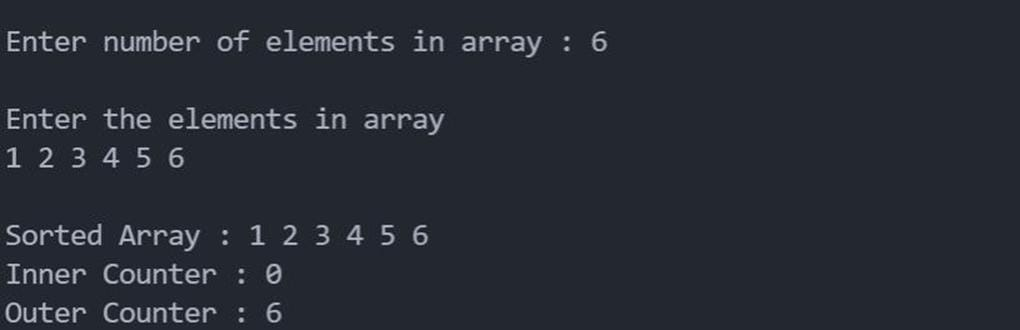 Enter number of elements in array : 6
Enter the elements in array
1 2 3 4 5 6
Sorted Array : 1 2 3 4 5 6
Inner Counter : 0
Outer Counter : 6